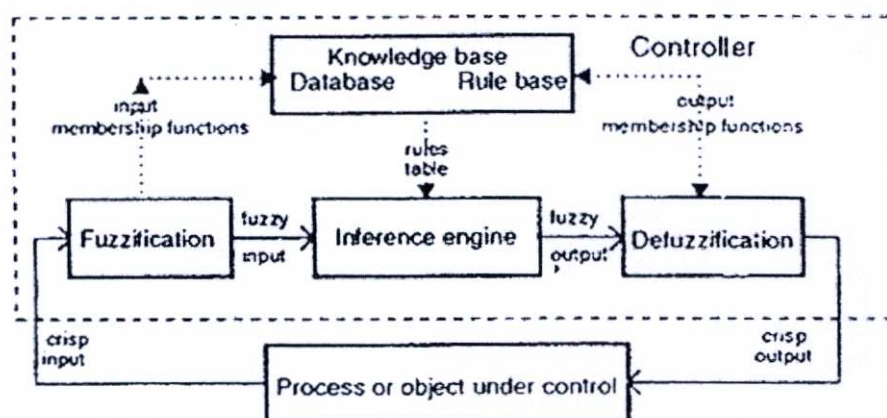 Knowledge base
Database Rule base
Controller
input
membership functions
output
membership functions
rules
table
Fuzzification
fuzzy
input
Inference engine
fuzzy
output
Defuzzification
crisp
input
crisp
output
Process or object under control